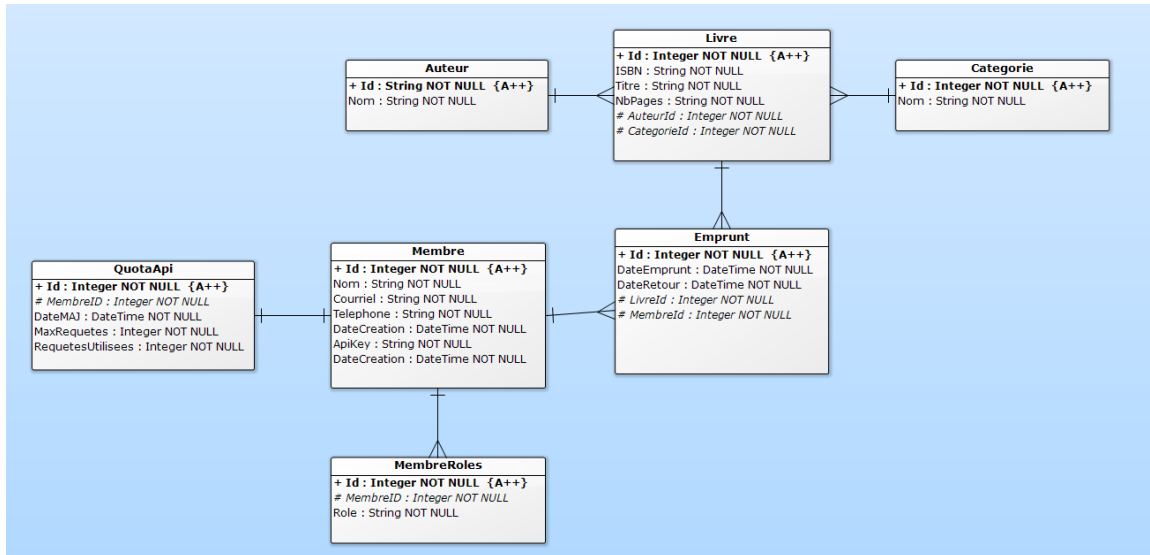 Auteur
+ Id : String NOT NULL {A++}
Nom : String NOT NULL
Livre
+ Id : Integer NOT NULL {A++}
ISBN : String NOT NULL
Titre : String NOT NULL
NbPages : String NOT NULL
# AuteurId : Integer NOT NULL
# CategorieId : Integer NOT NULL
Categorie
+ Id : Integer NOT NULL {A++}
Nom : String NOT NULL
QuotaApi
+ Id : Integer NOT NULL {A++}
# MembreID : Integer NOT NULL
DateMAJ : DateTime NOT NULL
MaxRequetes : Integer NOT NULL
RequetesUtilisees : Integer NOT NULL
Membre
+ Id : Integer NOT NULL {A++}
Nom : String NOT NULL
Courriel : String NOT NULL
Telephone : String NOT NULL
DateCreation : DateTime NOT NULL
ApiKey : String NOT NULL
DateCreation : DateTime NOT NULL
Emprunt
+ Id : Integer NOT NULL {A++}
DateEmprunt : DateTime NOT NULL
DateRetour : DateTime NOT NULL
# LivreId : Integer NOT NULL
# MembreId : Integer NOT NULL
MembreRoles
+ Id : Integer NOT NULL {A++}
# MembreID : Integer NOT NULL
Role : String NOT NULL